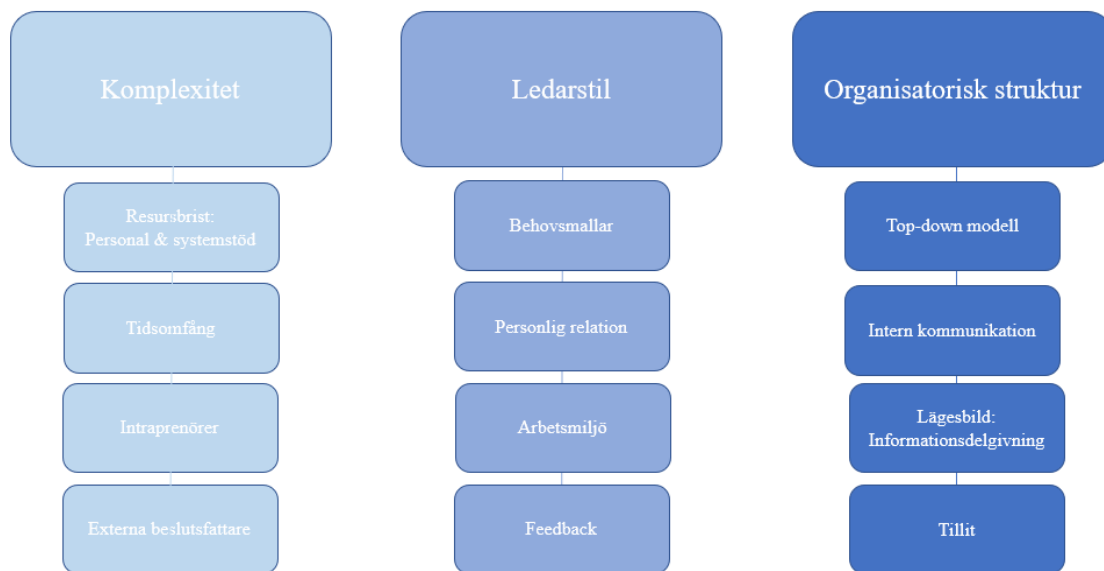 Komplexitet
Resursbrist:
Personal & systemstöd
Tidsomfång
Intraprenörer
Externa beslutsfattare
Ledarstil
Behovsmallar
Personlig relation
Arbetsmiljö
Feedback
Organisatorisk struktur
Top-down modell
Intern kommunikation
Lägesbild:
Informationsdelgivning
Tillit